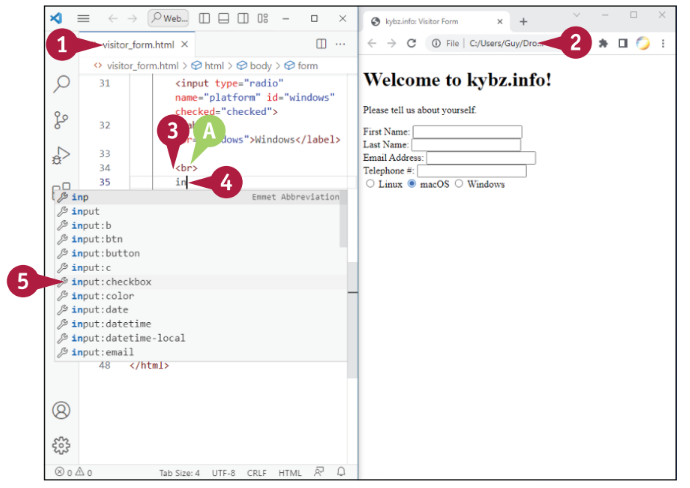 Web...
visitor_form.html
visitor_form.html > html > body > form
31 <input type="radio"
name="platform" id="windows"
checked="checked">
32
ows">Windows</label>
33
34 <br>
35 in
inp Emmet Abbreviation
input
input:b
input:btn
input:button
input:c
input:checkbox
input:color
input:date
input:datetime
input:datetime-local
input:email
48 </html>
0 0 Tab Size: 4 UTF-8 CRLF HTML
kybz.info: Visitor Form
File | C:/Users/Guy/Dro
Welcome to kybz.info!
Please tell us about yourself.
First Name:
Last Name:
Email Address:
Telephone #:
Linux macOS Windows
1
2
3
A
4
5